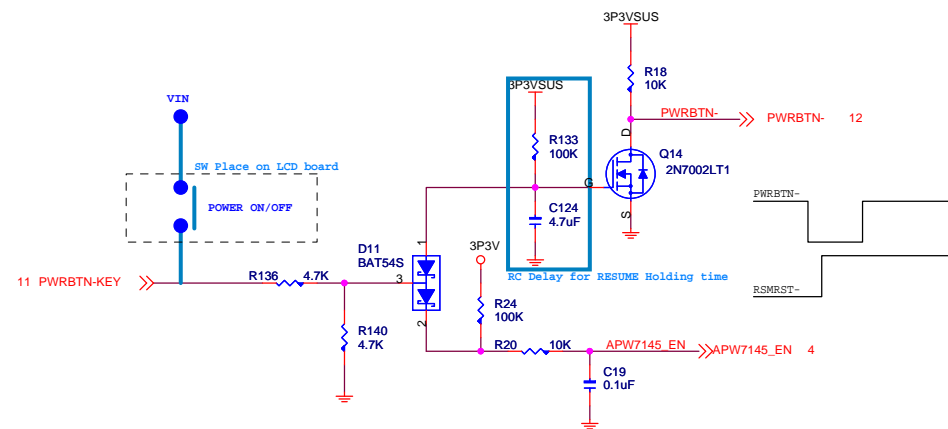 3P3VSUS
R18
10K
PWRBTN-
PWRBTN- 12
3P3VSUS
R133
100K
D
Q14
2N7002LT1
G
S
VIN
SW Place on LCD board
POWER ON/OFF
C124
4.7uF
PWRBTN-
RSMRST-
RC Delay for RESUME Holding time
D11
BAT54S
1
3
2
3P3V
11 PWRBTN-KEY
R136 4.7K
R140
4.7K
R24
100K
R20 10K
APW7145_EN
APW7145_EN 4
C19
0.1uF